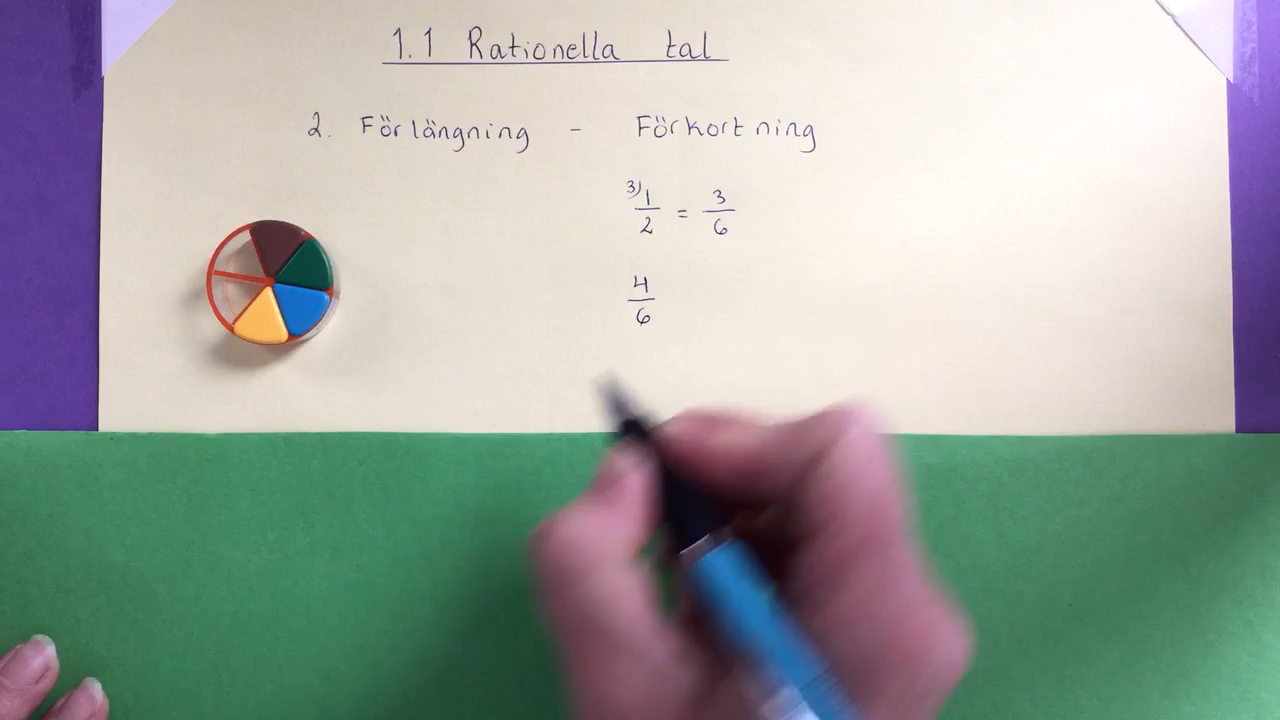 1.1 Rationella tal
2. Förlängning - Förkortning
3) 1/2 = 3/6
4/6